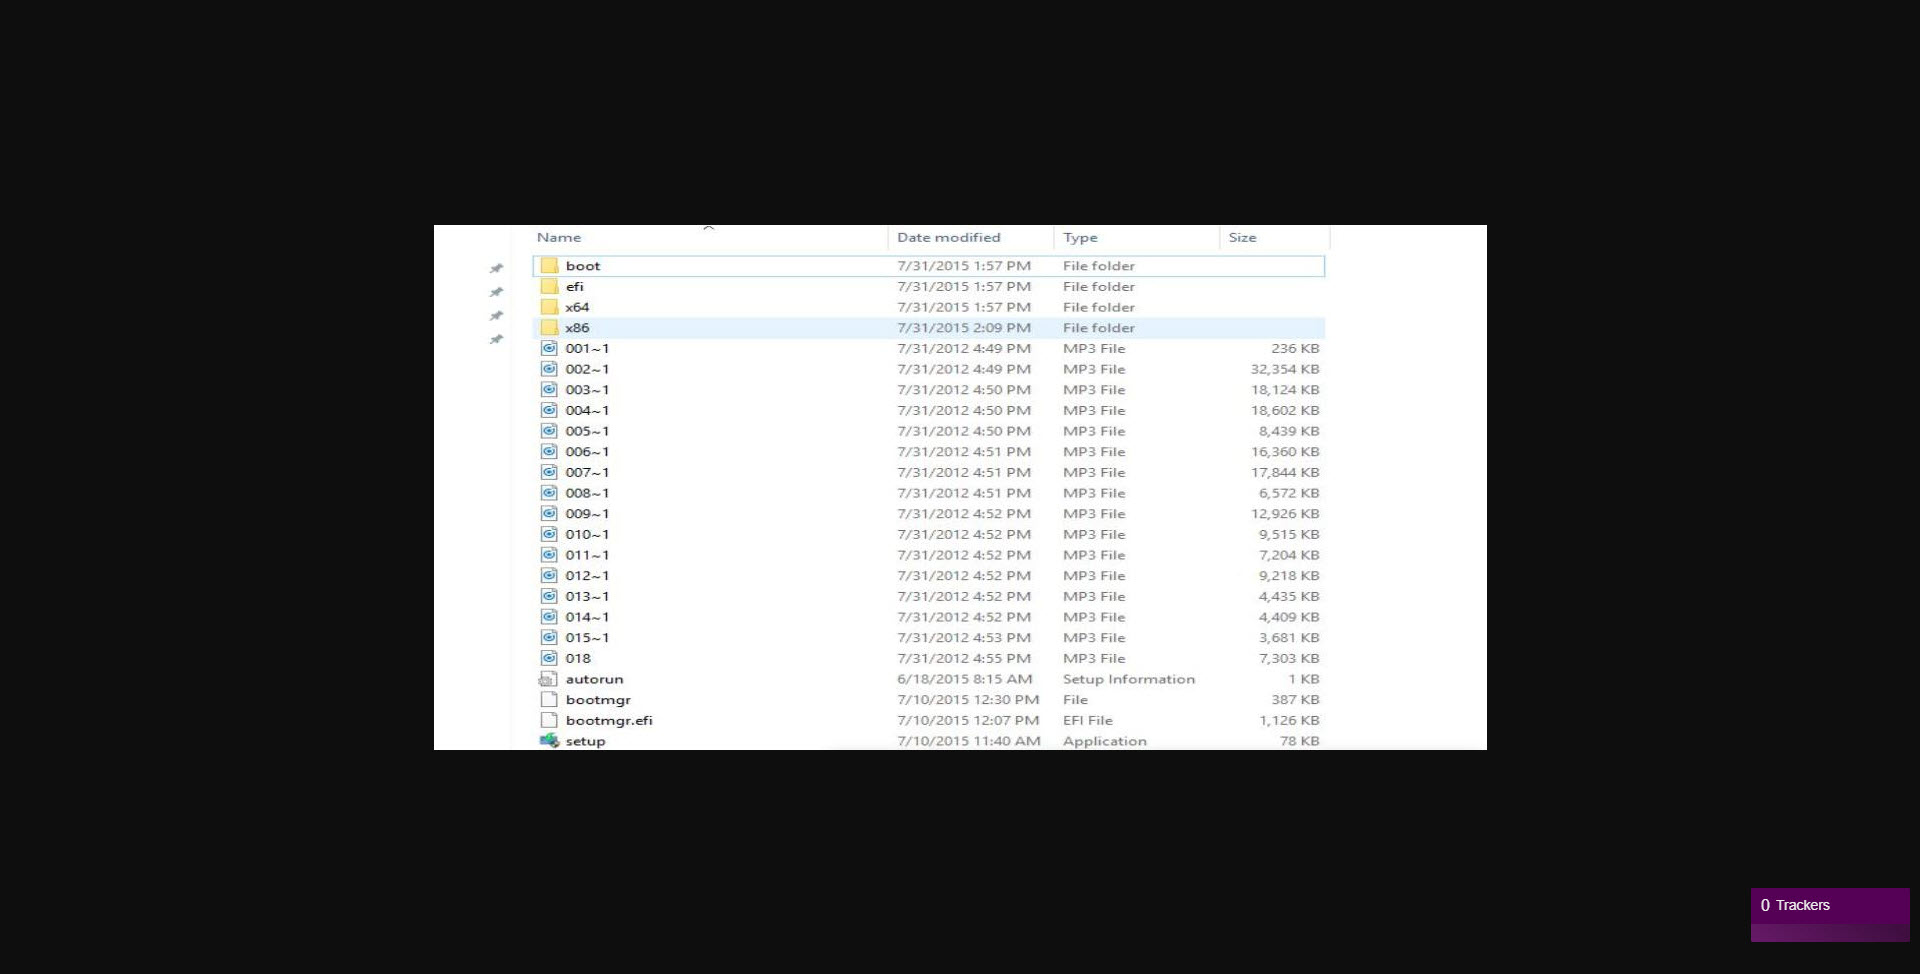 Name Date modified Type Size
boot 7/31/2015 1:57 PM File folder
efi 7/31/2015 1:57 PM File folder
x64 7/31/2015 1:57 PM File folder
x86 7/31/2015 2:09 PM File folder
001~1 7/31/2012 4:49 PM MP3 File 236 KB
002~1 7/31/2012 4:49 PM MP3 File 32,354 KB
003~1 7/31/2012 4:50 PM MP3 File 18,124 KB
004~1 7/31/2012 4:50 PM MP3 File 18,602 KB
005~1 7/31/2012 4:50 PM MP3 File 8,439 KB
006~1 7/31/2012 4:51 PM MP3 File 16,360 KB
007~1 7/31/2012 4:51 PM MP3 File 17,844 KB
008~1 7/31/2012 4:51 PM MP3 File 6,572 KB
009~1 7/31/2012 4:52 PM MP3 File 12,926 KB
010~1 7/31/2012 4:52 PM MP3 File 9,515 KB
011~1 7/31/2012 4:52 PM MP3 File 7,204 KB
012~1 7/31/2012 4:52 PM MP3 File 9,218 KB
013~1 7/31/2012 4:52 PM MP3 File 4,435 KB
014~1 7/31/2012 4:52 PM MP3 File 4,409 KB
015~1 7/31/2012 4:53 PM MP3 File 3,681 KB
018 7/31/2012 4:55 PM MP3 File 7,303 KB
autorun 6/18/2015 8:15 AM Setup Information 1 KB
bootmgr 7/10/2015 12:30 PM File 387 KB
bootmgr.efi 7/10/2015 12:07 PM EFI File 1,126 KB
setup 7/10/2015 11:40 AM Application 78 KB
0 Trackers